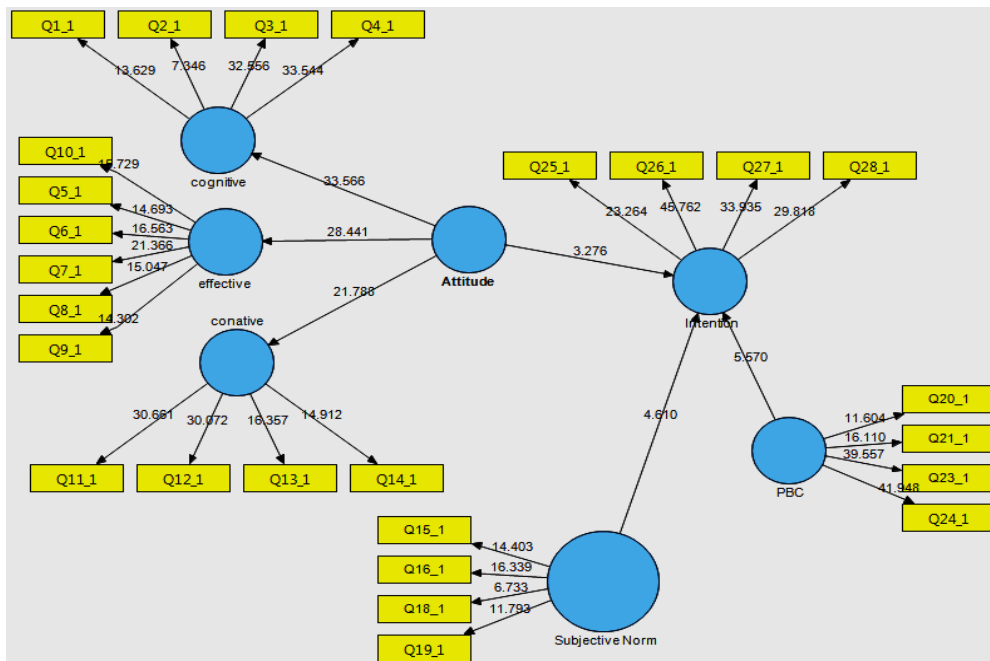 Q1_1 Q2_1 Q3_1 Q4_1
13.629 7.346 32.556 33.544
cognitive
Q10_1
Q5_1
Q6_1
Q7_1
Q8_1
Q9_1
14.693
16.563
21.366
15.047
14.302
effective
33.566
28.441
21.788
Attitude
3.276
Q25_1 Q26_1 Q27_1 Q28_1
23.264 45.762 33.935 29.818
Intention
conative
30.661 30.072 16.357 14.912
Q11_1 Q12_1 Q13_1 Q14_1
4.610
5.570
Q20_1
Q21_1
Q23_1
Q24_1
11.604
16.110
39.557
41.948
PBC
Q15_1
Q16_1
Q18_1
Q19_1
14.403
16.339
6.733
11.793
Subjective Norm